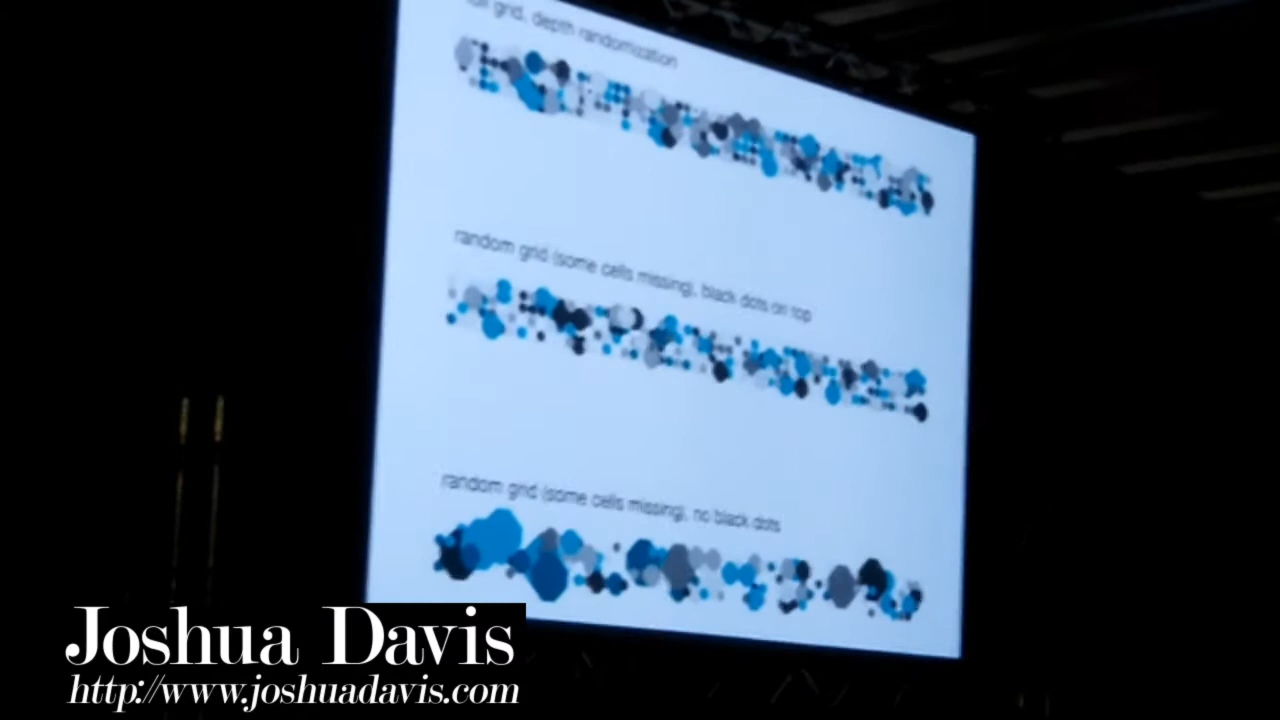 grid, depth randomization
random grid (some cells missing), black dots on top
random grid (some cells missing), no black dots
Joshua Davis
http://www.joshuadavis.com